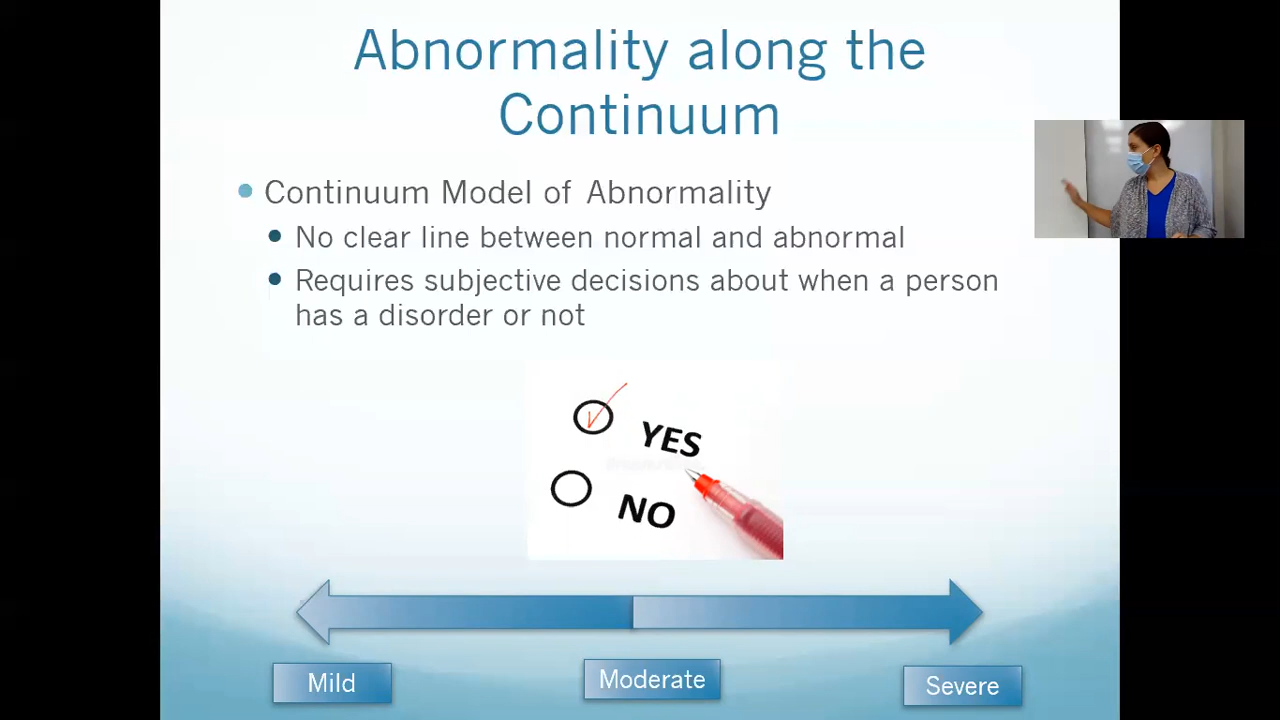 Abnormality along the
Continuum
Continuum Model of Abnormality
No clear line between normal and abnormal
Requires subjective decisions about when a person
has a disorder or not
YES
NO
Mild
Moderate
Severe